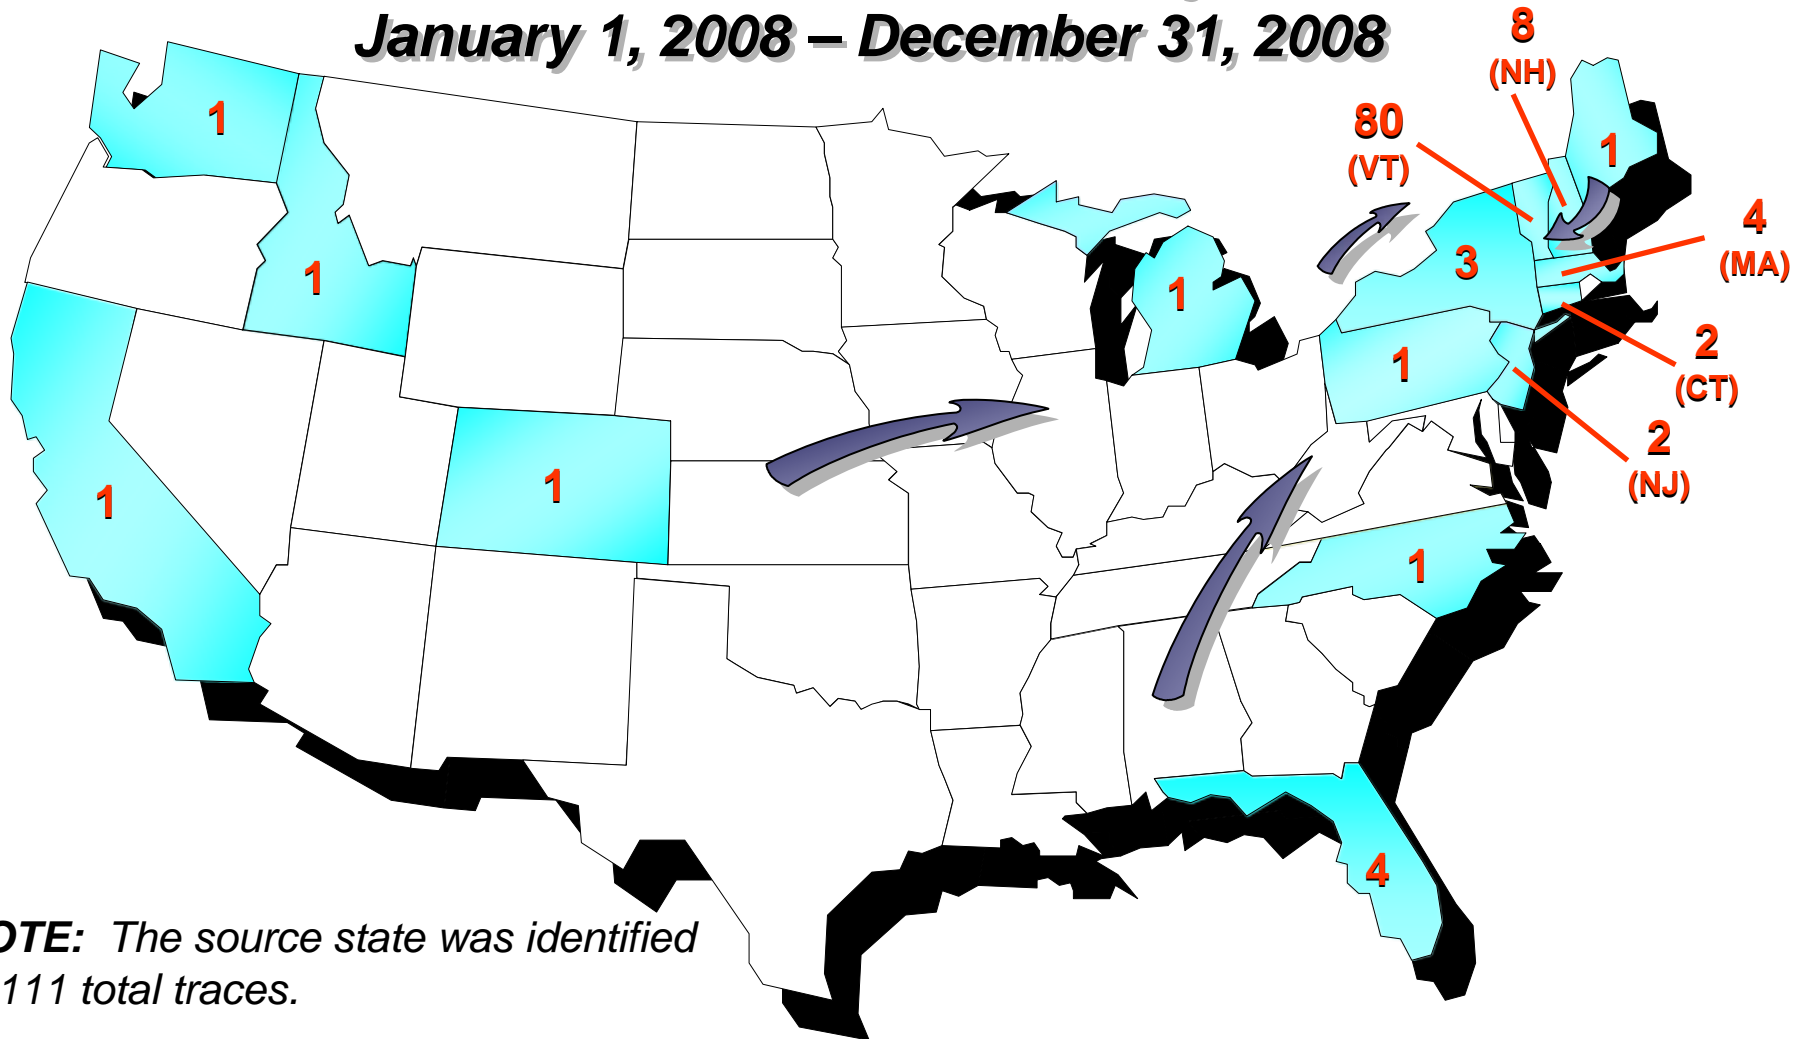 January 1, 2008 – December 31, 2008
8
(NH)
80
(VT)
1
1
4
(MA)
3
1
1
1
2
(CT)
1
2
(NJ)
1
1
1
4
OTE: The source state was identified
111 total traces.